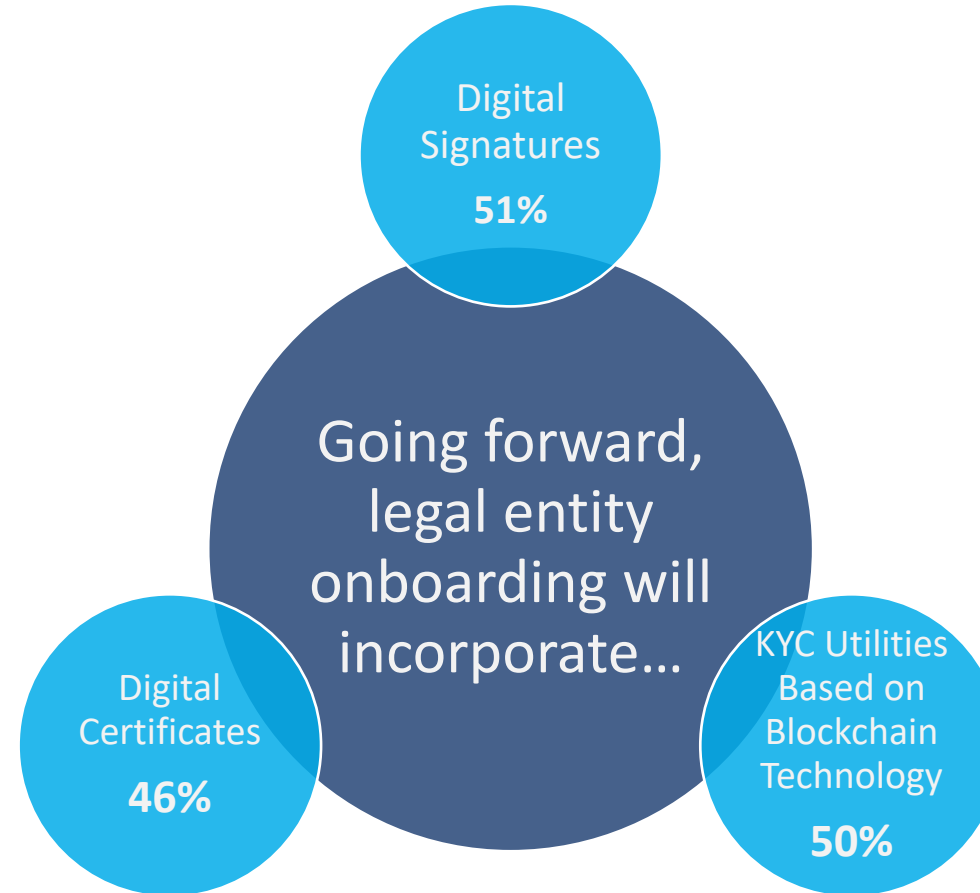 Digital
Signatures
51%
Going forward,
legal entity
onboarding will
incorporate…
Digital
Certificates
46%
KYC Utilities
Based on
Blockchain
Technology
50%